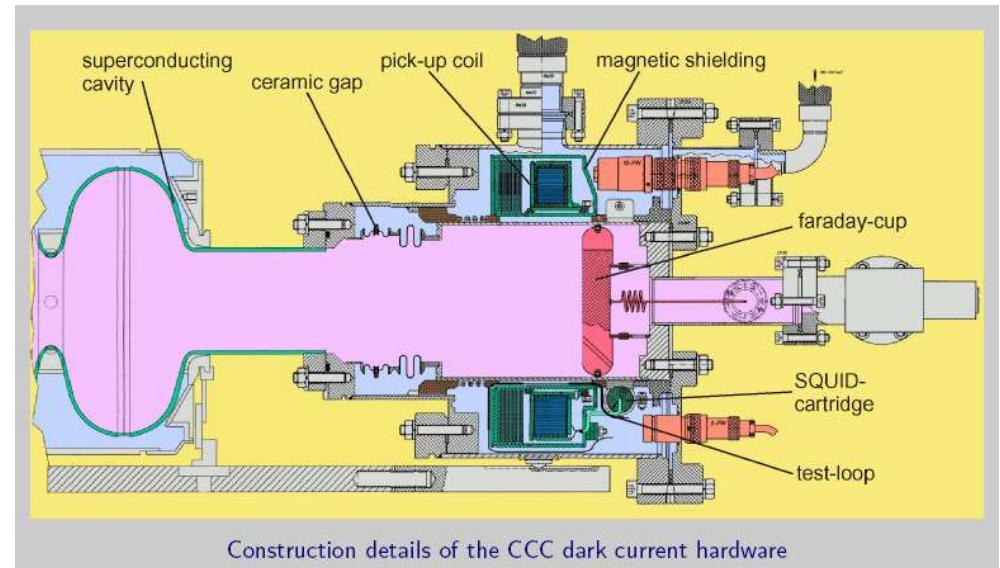 superconducting
cavity
ceramic gap
pick-up coil
magnetic shielding
faraday-cup
SQUID-
cartridge
test-loop
Construction details of the CCC dark current hardware